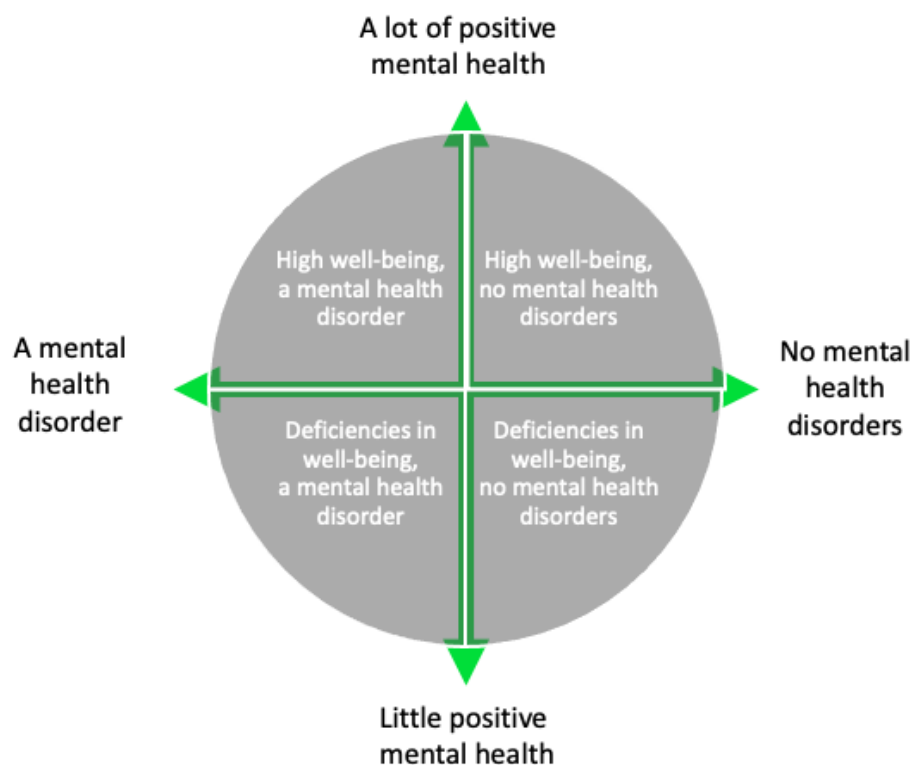 A lot of positive
mental health
High well-being,
a mental health
disorder
High well-being,
no mental health
disorders
A mental
health
disorder
No mental
health
disorders
Deficiencies in
well-being,
a mental health
disorder
Deficiencies in
well-being,
no mental health
disorders
Little positive
mental health